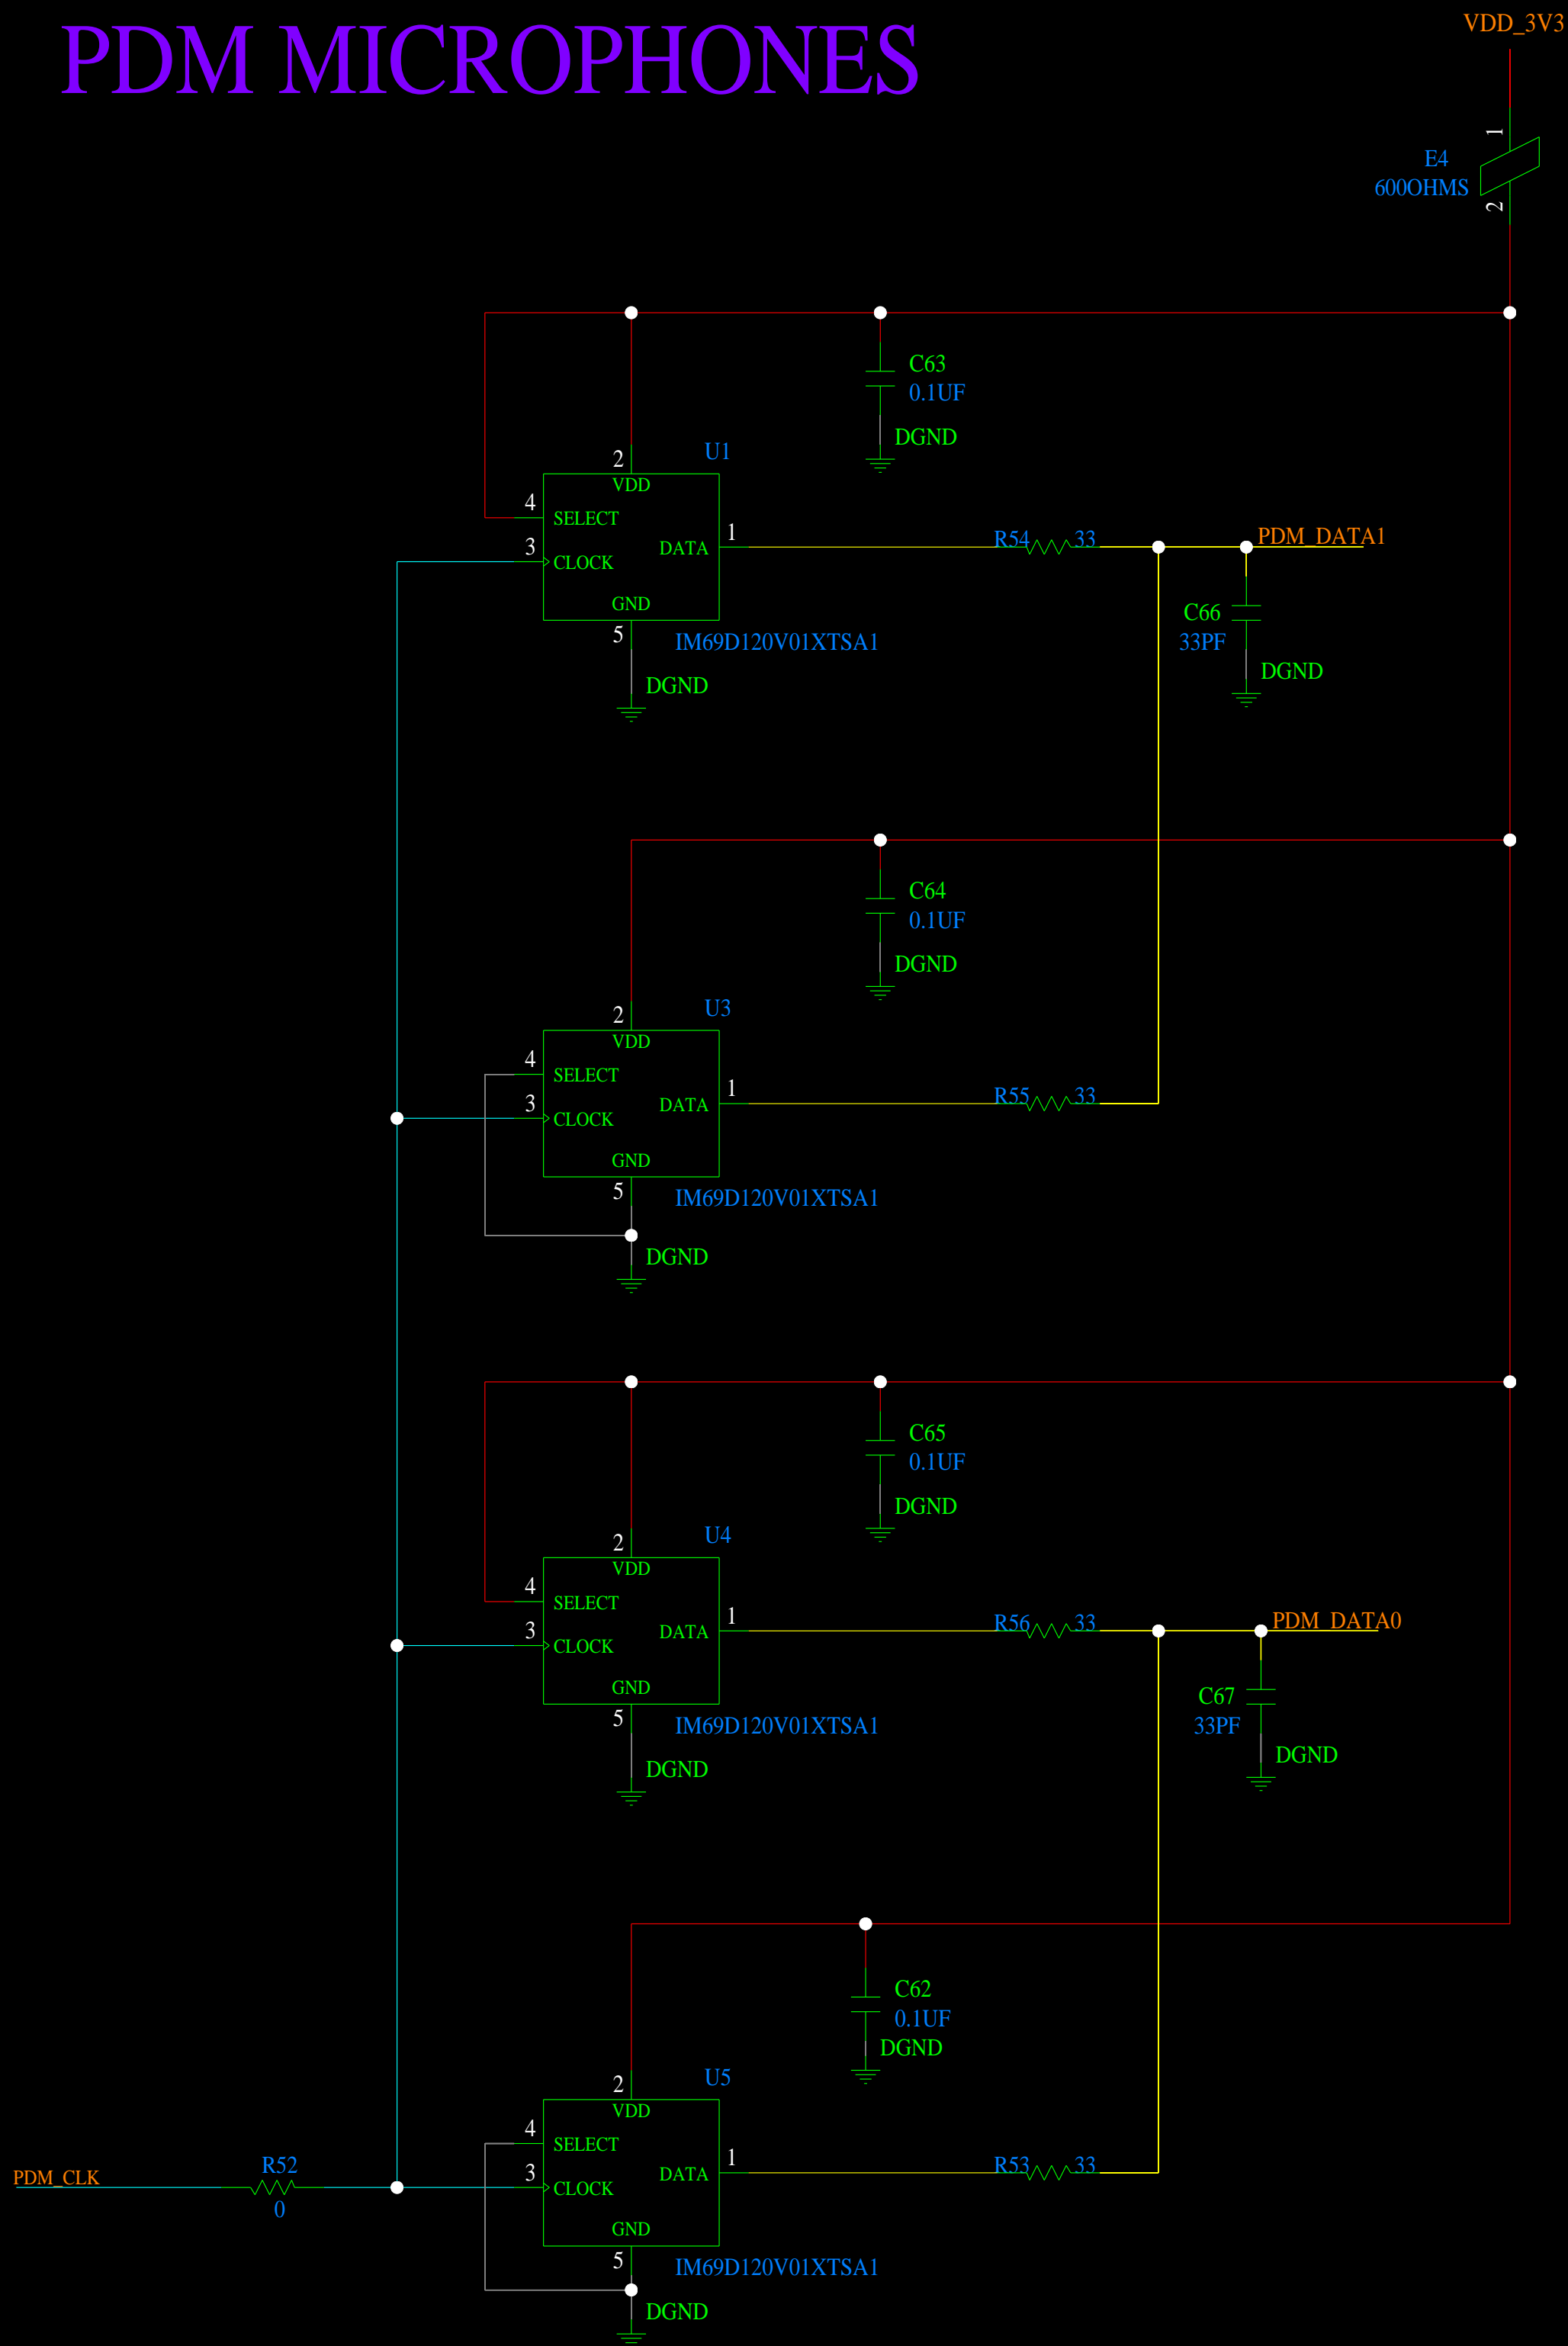 PDM MICROPHONES
VDD_3V3
1
E4
600OHMS
2
C63
0.1UF
DGND
U1
2
VDD
4
SELECT
3
CLOCK
DATA
1
R54
33
PDM_DATA1
GND
5
IM69D120V01XTSA1
DGND
C66
33PF
DGND
C64
0.1UF
DGND
U3
2
VDD
4
SELECT
3
CLOCK
DATA
1
R55
33
GND
5
IM69D120V01XTSA1
DGND
C65
0.1UF
DGND
U4
2
VDD
4
SELECT
3
CLOCK
DATA
1
R56
33
PDM_DATA0
GND
5
IM69D120V01XTSA1
DGND
C67
33PF
DGND
C62
0.1UF
DGND
U5
2
VDD
4
SELECT
3
CLOCK
DATA
1
R53
33
PDM_CLK
R52
0
GND
5
IM69D120V01XTSA1
DGND